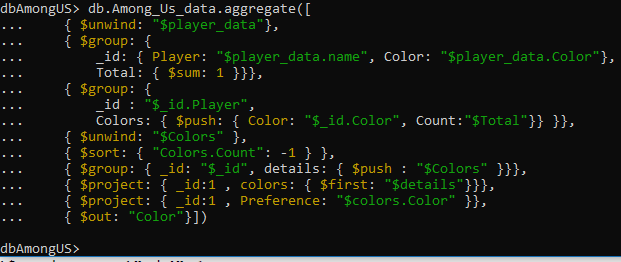 dbAmongUS> db.Among_Us_data.aggregate([
... { $unwind: "$player_data"},
... { $group: {
... _id: { Player: "$player_data.name", Color: "$player_data.Color"},
... Total: { $sum: 1 }}},
... { $group: {
... _id : "$_id.Player",
... Colors: { $push: { Color: "$_id.Color", Count:"$Total"}} }},
... { $unwind: "$Colors" },
... { $sort: { "Colors.Count": -1 } },
... { $group: { _id: "$_id", details: { $push : "$Colors" }}},
... { $project: { _id:1 , colors: { $first: "$details"}}},
... { $project: { _id:1 , Preference: "$colors.Color" }},
... { $out: "Color"}])
dbAmongUS>